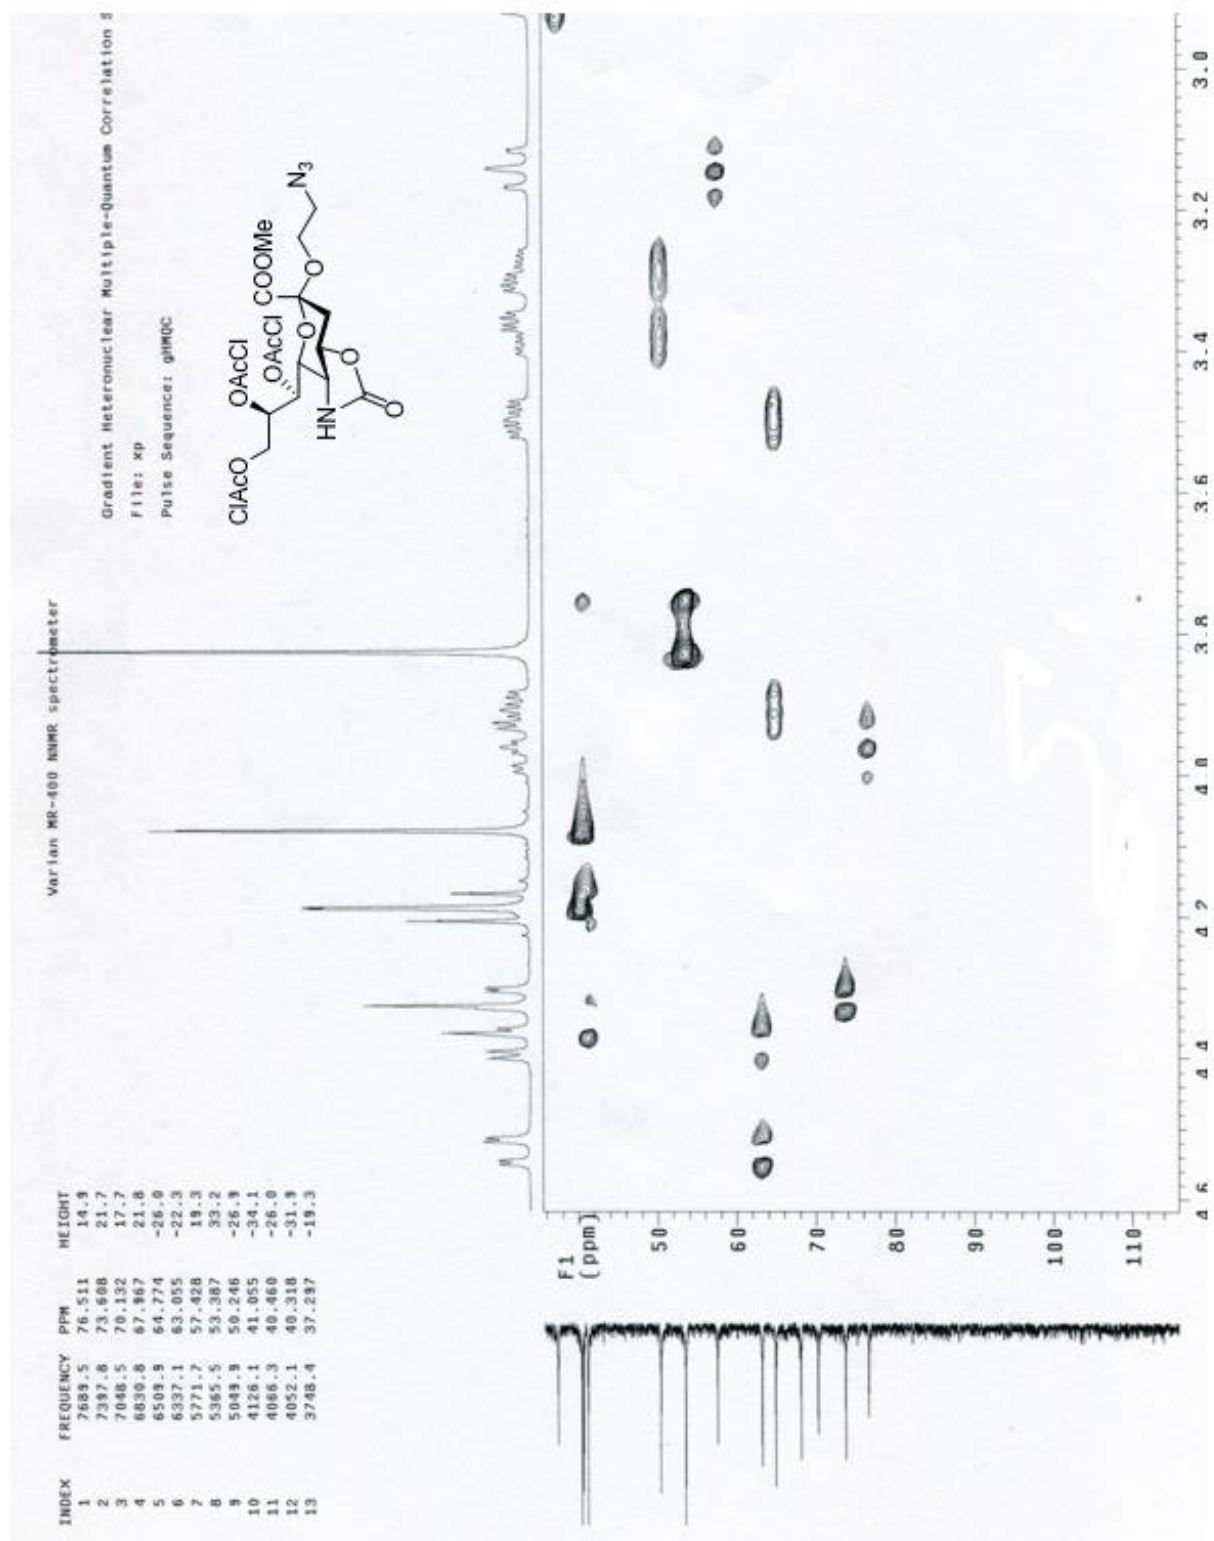 INDEX FREQUENCY PPM HEIGHT
1 7689.5 76.511 14.9
2 7397.8 73.608 21.7
3 7048.5 70.132 17.7
4 6830.8 67.967 21.8
5 6509.9 64.774 -26.0
6 6337.1 63.055 -22.3
7 5771.7 57.428 19.3
8 5365.5 53.387 33.2
9 5049.9 50.246 -26.9
10 4126.1 41.055 -34.1
11 4066.3 40.460 -26.0
12 4052.1 40.318 -31.9
13 3748.4 37.297 -19.3
Varian MR-400 NNMR spectrometer
Gradient Heteronuclear Multiple-Quantum Correlation S
File: xp
Pulse Sequence: gHMQC
ClAcO
OAcCl
OAcCl
COOMe
O
O
N3
HN
O
O
F1
(ppm)
50
60
70
80
90
100
110
4.6
4.4
4.2
4.0
3.8
3.6
3.4
3.2
3.0